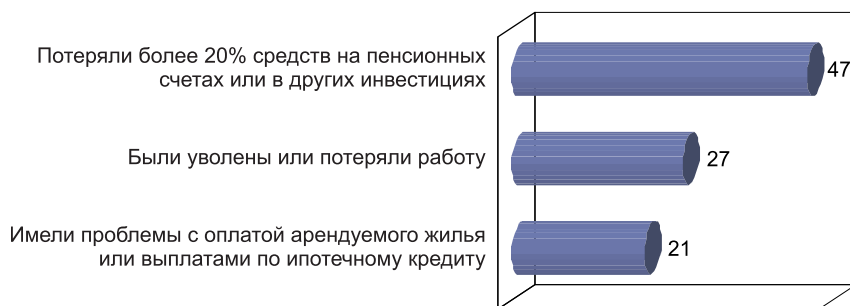 Потеряли более 20% средств на пенсионных
счетах или в других инвестициях
47
Были уволены или потеряли работу
27
Имели проблемы с оплатой арендуемого жилья
или выплатами по ипотечному кредиту
21